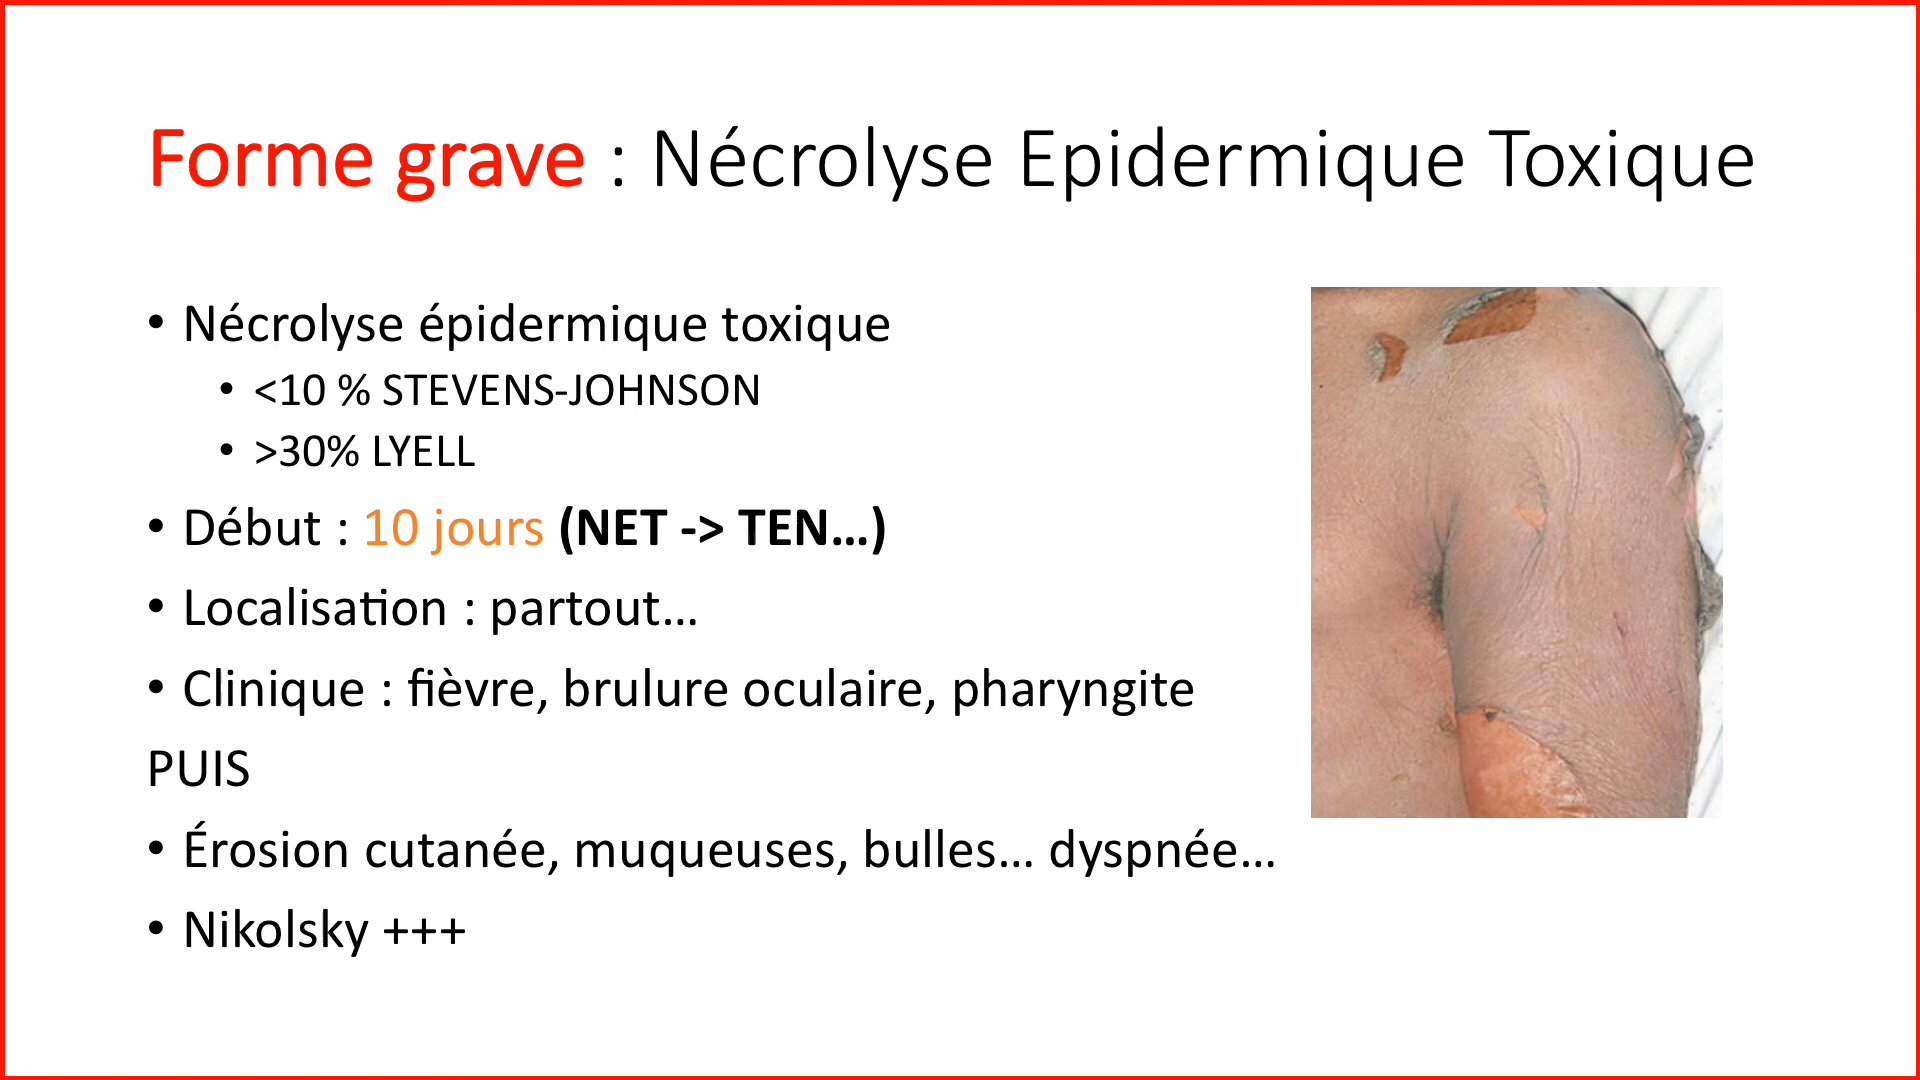 Forme grave : Nécrolyse Epidermique Toxique
• Nécrolyse épidermique toxique
• <10 % STEVENS-JOHNSON
• >30% LYELL
• Début : 10 jours (NET -> TEN…)
• Localisation : partout…
• Clinique : fièvre, brulure oculaire, pharyngite
PUIS
• Érosion cutanée, muqueuses, bulles… dyspnée…
• Nikolsky +++